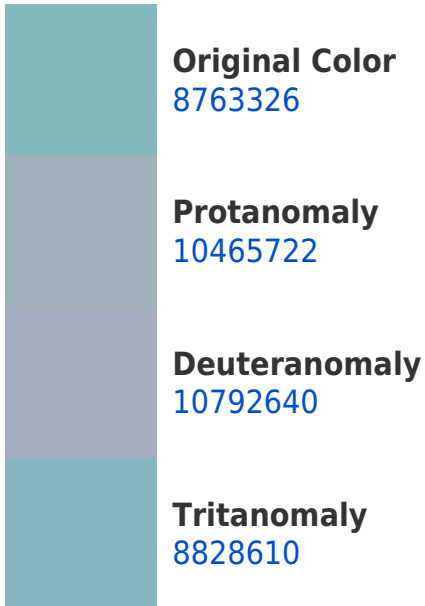 Original Color
8763326
Protanomaly
10465722
Deuteranomaly
10792640
Tritanomaly
8828610